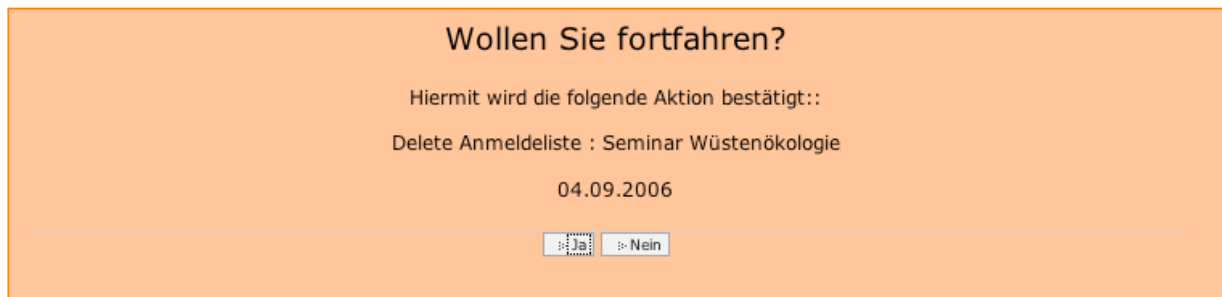 Wollen Sie fortfahren?
Hiermit wird die folgende Aktion bestätigt::
Delete Anmeldeliste : Seminar Wüstenökologie
04.09.2006
Ja Nein